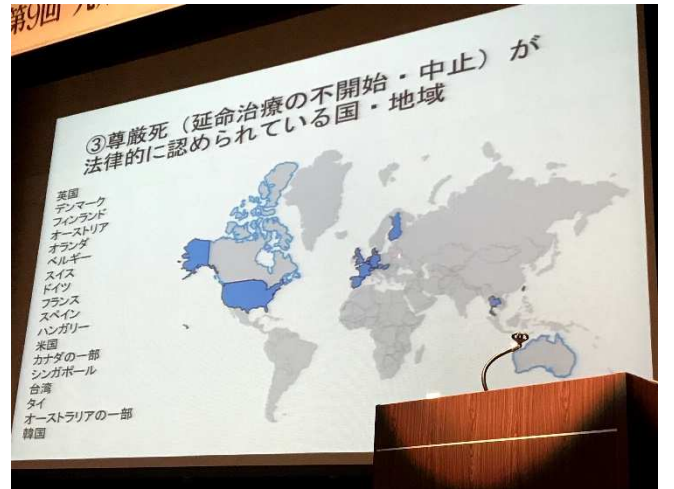 第9回
③尊厳死（延命治療の不開始・中止）が
法律的に認められている国・地域
英国
デンマーク
フィンランド
オーストリア
オランダ
ベルギー
スイス
ドイツ
フランス
スペイン
ハンガリー
米国
カナダの一部
シンガポール
台湾
タイ
オーストラリアの一部
韓国